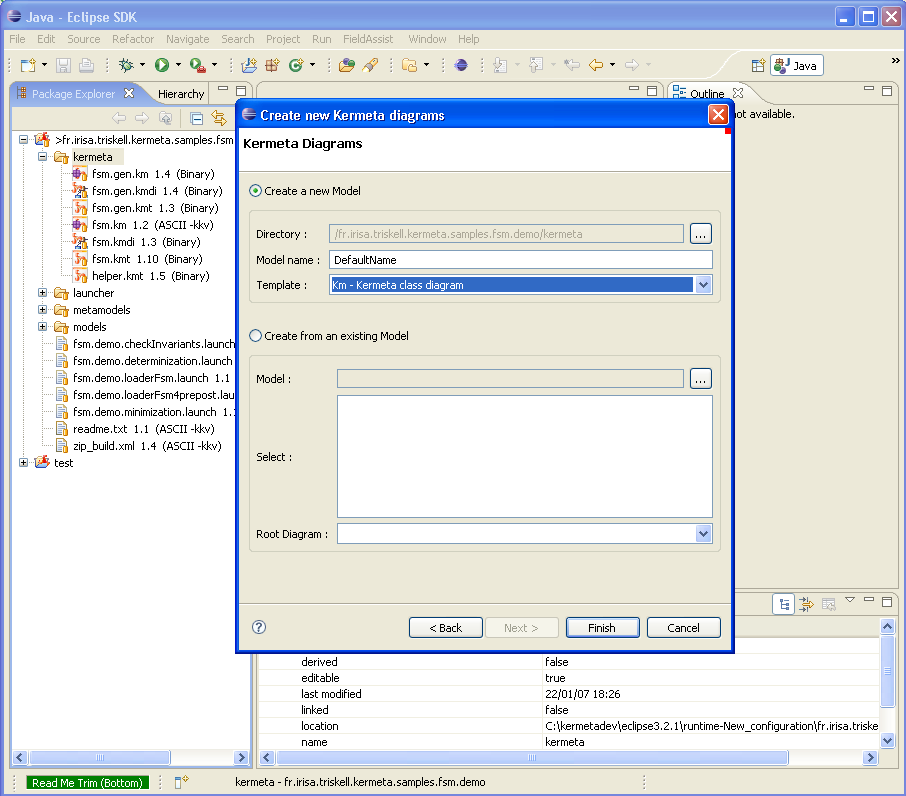 Java - Eclipse SDK
File Edit Source Refactor Navigate Search Project Run FieldAssist Window Help
Java
Package Explorer
Hierarchy
>fr.irisa.triskell.kermeta.samples.fsm
kermeta
fsm.gen.km 1.4 (Binary)
fsm.gen.kmdi 1.4 (Binary)
fsm.gen.kmt 1.3 (Binary)
fsm.km 1.2 (ASCII -kkv)
fsm.kmdi 1.3 (Binary)
fsm.kmt 1.10 (Binary)
helper.kmt 1.5 (Binary)
launcher
metamodels
models
fsm.demo.checkInvariants.launch
fsm.demo.determinization.launch
fsm.demo.loaderFsm.launch 1.1
fsm.demo.loaderFsm4prepost.lau
fsm.demo.minimization.launch 1.
readme.txt 1.1 (ASCII -kkv)
zip_build.xml 1.4 (ASCII -kkv)
test
Outline
not available.
Create new Kermeta diagrams
Kermeta Diagrams
Create a new Model
Directory : /fr.irisa.triskell.kermeta.samples.fsm.demo/kermeta ...
Model name : DefaultName
Template : Km - Kermeta class diagram
Create from an existing Model
Model : ...
Select :
Root Diagram :
? < Back Next > Finish Cancel
derived false
editable true
last modified 22/01/07 18:26
linked false
location C:\kermetadev\eclipse3.2.1\runtime-New_configuration\fr.irisa.triske
name kermeta
Read Me Trim (Bottom)
kermeta - fr.irisa.triskell.kermeta.samples.fsm.demo